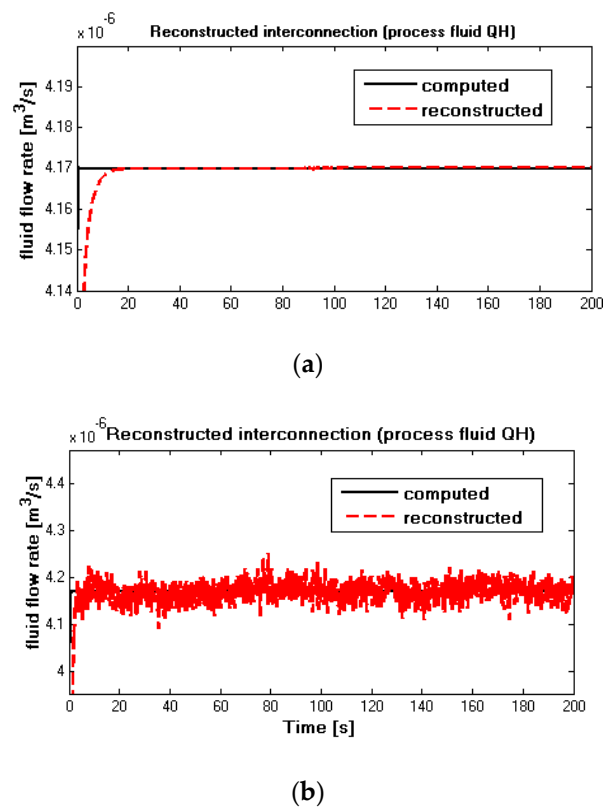 Reconstructed interconnection (process fluid QH)
x 10^-6
4.19
4.18
4.17
4.16
4.15
4.14
fluid flow rate [m^3/s]
computed
reconstructed
0 20 40 60 80 100 120 140 160 180 200
(a)
x 10^-6
Reconstructed interconnection (process fluid QH)
4.4
4.3
4.2
4.1
4
fluid flow rate [m^3/s]
computed
reconstructed
0 20 40 60 80 100 120 140 160 180 200
Time [s]
(b)